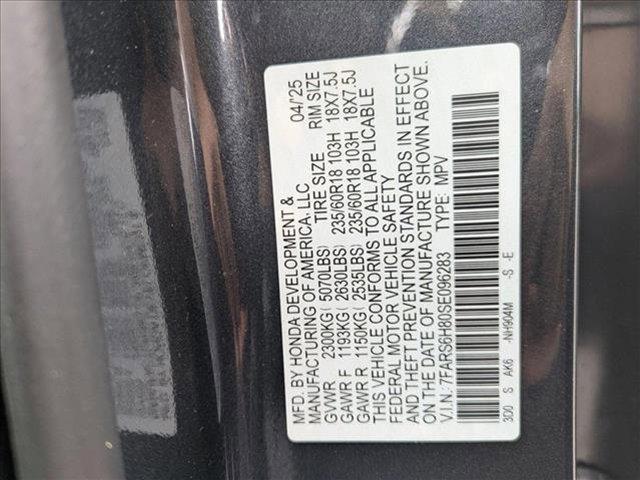 MFD. BY HONDA DEVELOPMENT &
MANUFACTURING OF AMERICA, LLC 04/25
GVWR 2300KG( 5070LBS) TIRE SIZE RIM SIZE
GAWR F 1193KG( 2630LBS) 235/60R18 103H 18X7.5J
GAWR R 1150KG( 2535LBS) 235/60R18 103H 18X7.5J
THIS VEHICLE CONFORMS TO ALL APPLICABLE
FEDERAL MOTOR VEHICLE SAFETY
AND THEFT PREVENTION STANDARDS IN EFFECT
ON THE DATE OF MANUFACTURE SHOWN ABOVE.
V.I.N.:7FARS6H80SE096283 TYPE: MPV
3D0 S AK6 -NH904M -S -E